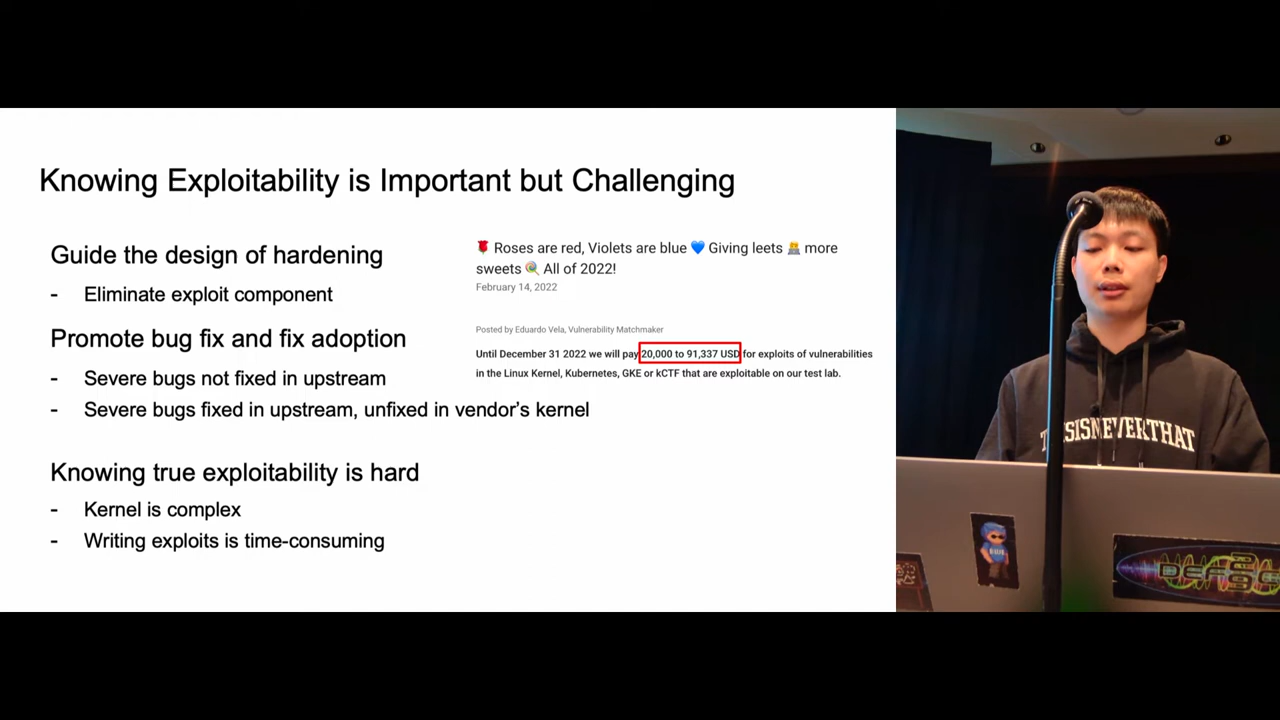 Knowing Exploitability is Important but Challenging
Guide the design of hardening
- Eliminate exploit component
Promote bug fix and fix adoption
- Severe bugs not fixed in upstream
- Severe bugs fixed in upstream, unfixed in vendor’s kernel
Knowing true exploitability is hard
- Kernel is complex
- Writing exploits is time-consuming
🌹 Roses are red, Violets are blue 💙 Giving leets 🧑‍💻 more
sweets 🍭 All of 2022!
February 14, 2022
Posted by Eduardo Vela, Vulnerability Matchmaker
Until December 31 2022 we will pay 20,000 to 91,337 USD for exploits of vulnerabilities
in the Linux Kernel, Kubernetes, GKE or kCTF that are exploitable on our test lab.